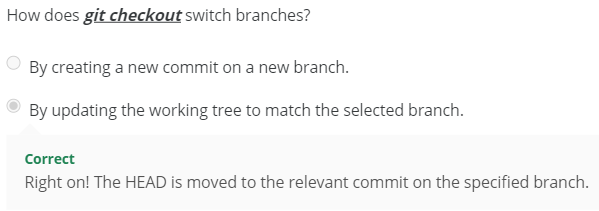 How does git checkout switch branches?
By creating a new commit on a new branch.
By updating the working tree to match the selected branch.
Correct
Right on! The HEAD is moved to the relevant commit on the specified branch.